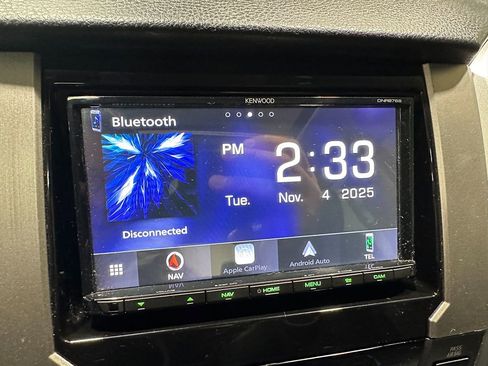 KENWOOD
Bluetooth
PM 2:33
Tue. Nov. 4 2025
Disconnected
NAV
Apple CarPlay
Android Auto
TEL
NAV
HOME
MENU
CAM
PASS